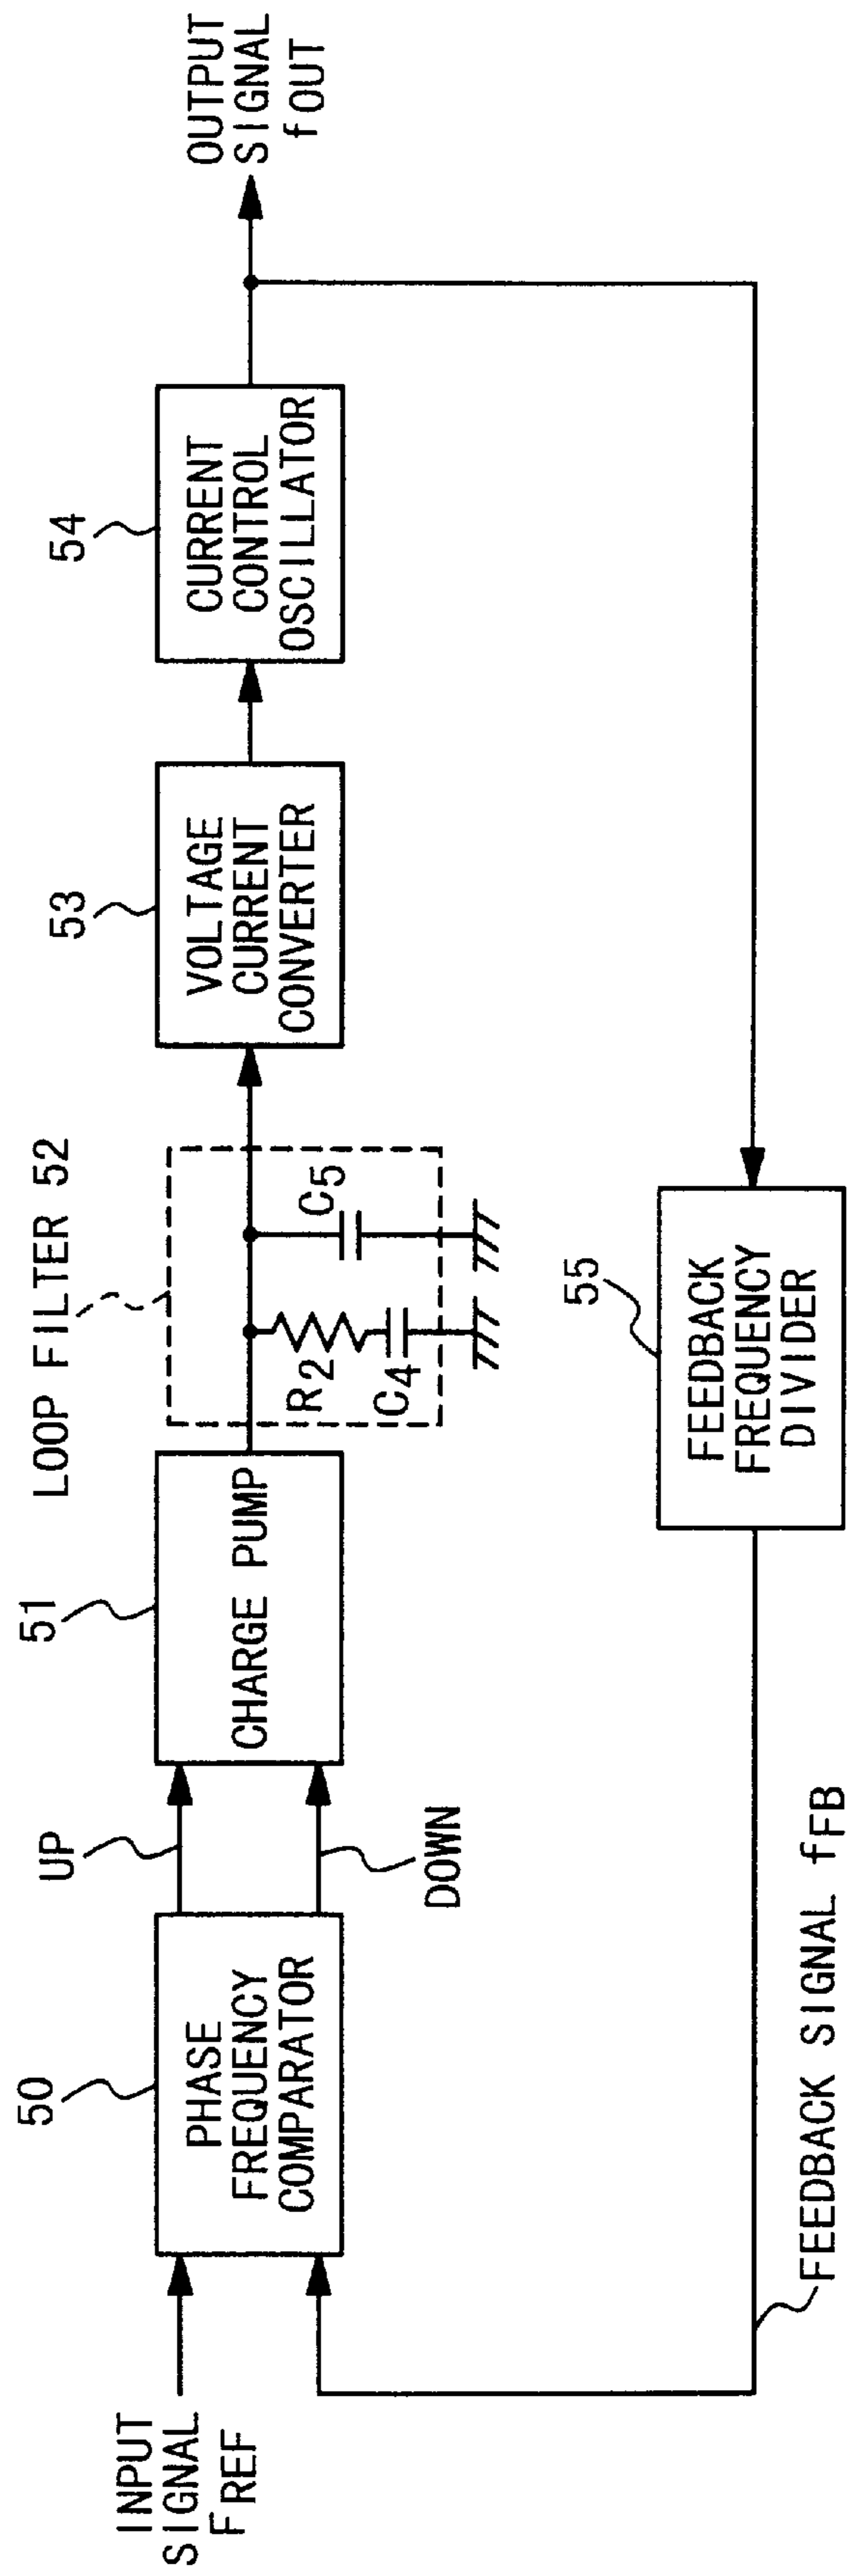 INPUT
SIGNAL
FREF
50
PHASE
FREQUENCY
COMPARATOR
UP
DOWN
51
CHARGE PUMP
LOOP FILTER 52
R2
C4
C5
53
VOLTAGE
CURRENT
CONVERTER
54
CURRENT
CONTROL
OSCILLATOR
OUTPUT
SIGNAL
fOUT
55
FEEDBACK
FREQUENCY
DIVIDER
FEEDBACK SIGNAL fFB